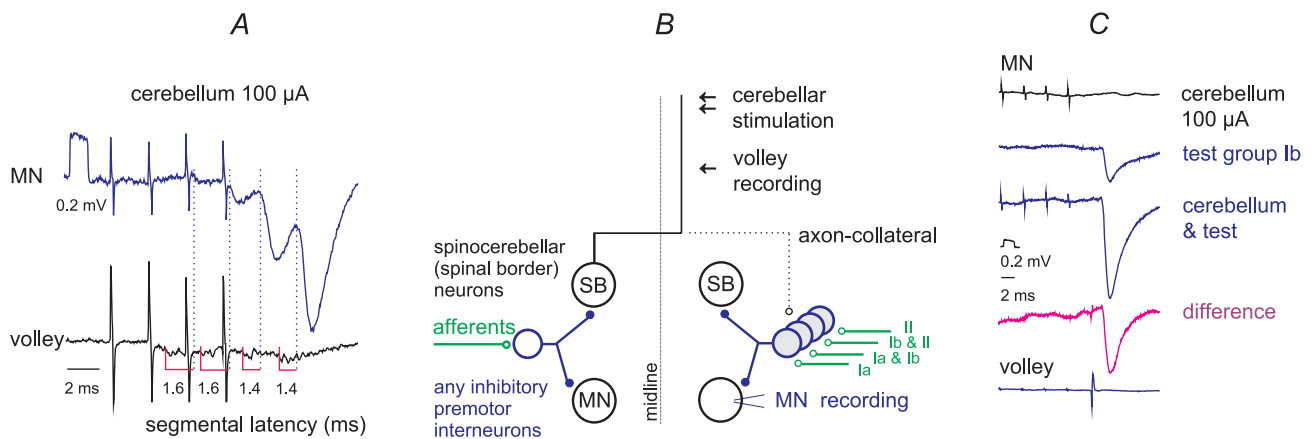 A
cerebellum 100 µA
MN
0.2 mV
volley
2 ms
1.6
1.6
1.4
1.4
segmental latency (ms)
B
cerebellar
stimulation
volley
recording
axon-collateral
spinocerebellar
(spinal border)
neurons
SB
SB
afferents
II
Ib & II
Ia & Ib
Ia
any inhibitory
premotor
interneurons
MN
midline
MN recording
C
MN
cerebellum
100 µA
test group Ib
cerebellum
& test
0.2 mV
2 ms
difference
volley